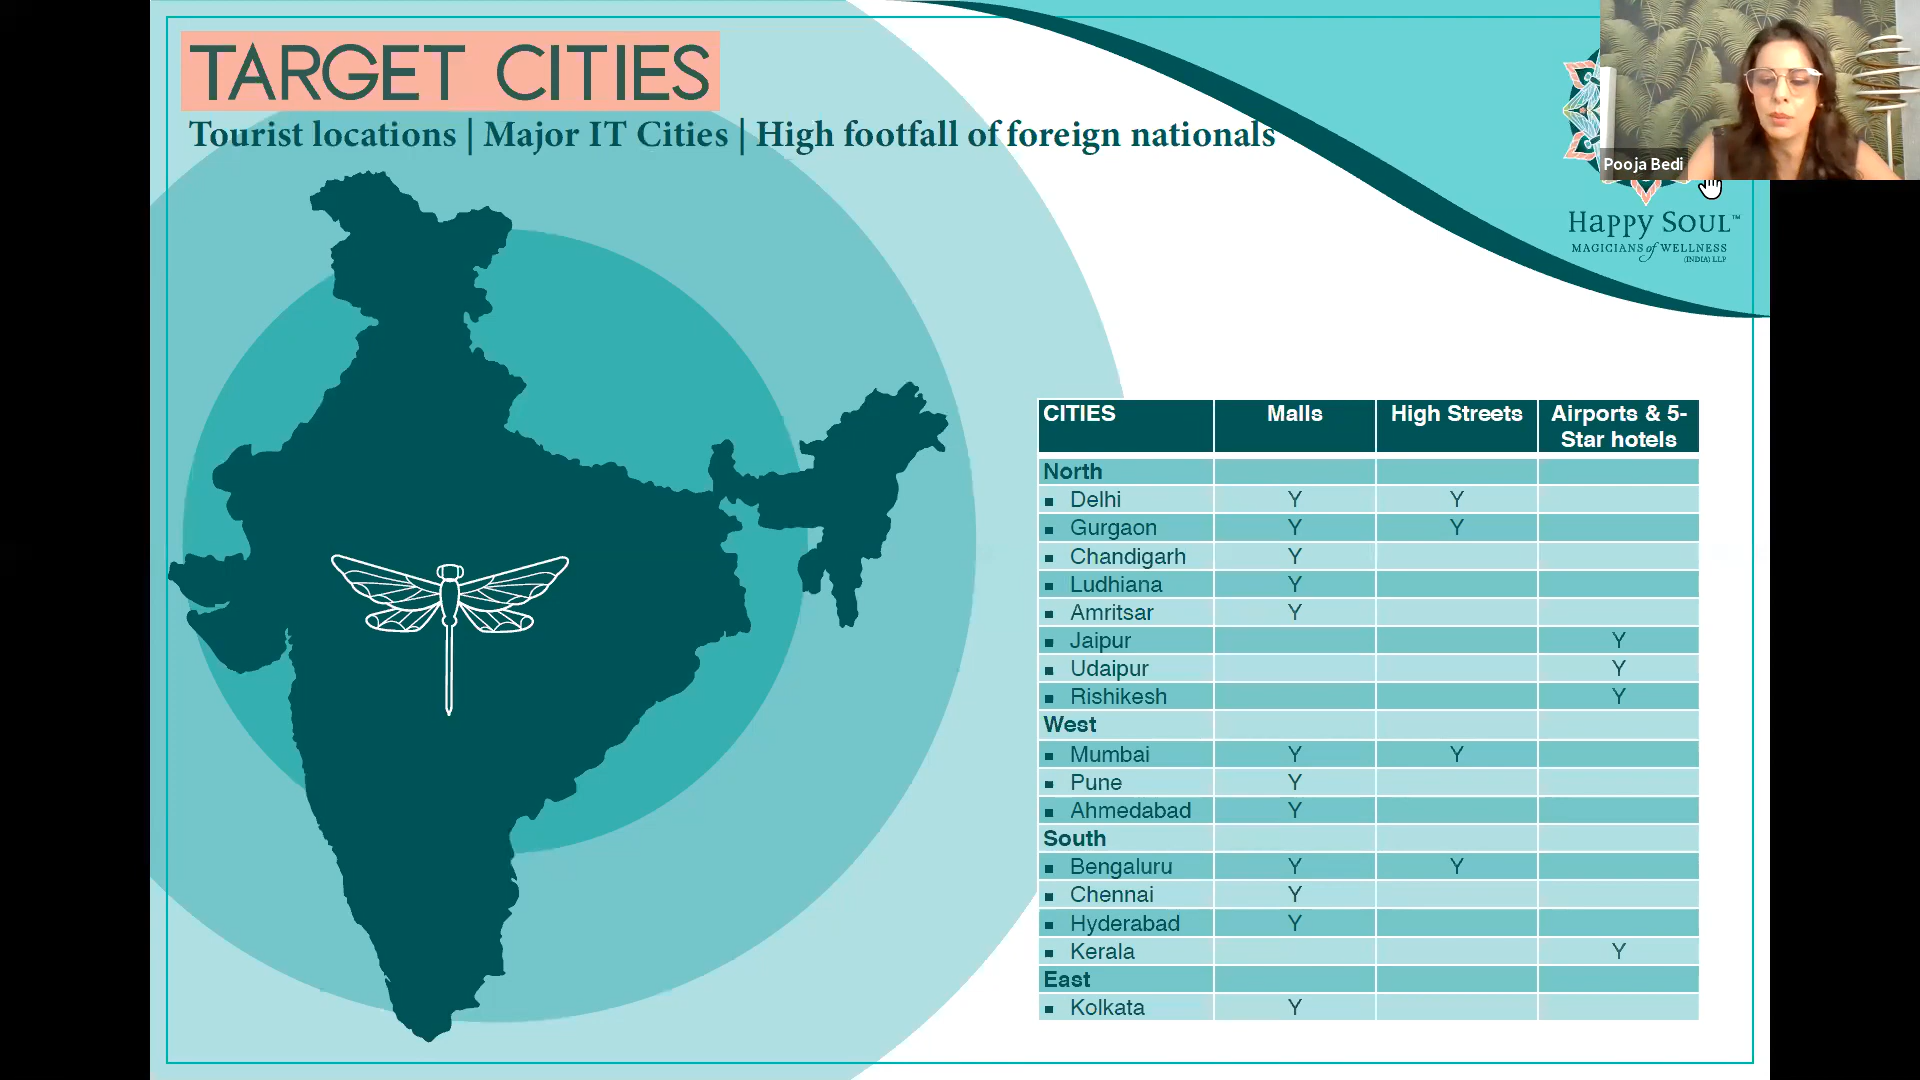 TARGET CITIES
Tourist locations | Major IT Cities | High footfall of foreign nationals
Pooja Bedi
Happy Soul™
MAGICIANS of WELLNESS
(INDIA) LLP
CITIES Malls High Streets Airports & 5-Star hotels
North
▪ Delhi Y Y
▪ Gurgaon Y Y
▪ Chandigarh Y
▪ Ludhiana Y
▪ Amritsar Y
▪ Jaipur Y
▪ Udaipur Y
▪ Rishikesh Y
West
▪ Mumbai Y Y
▪ Pune Y
▪ Ahmedabad Y
South
▪ Bengaluru Y Y
▪ Chennai Y
▪ Hyderabad Y
▪ Kerala Y
East
▪ Kolkata Y